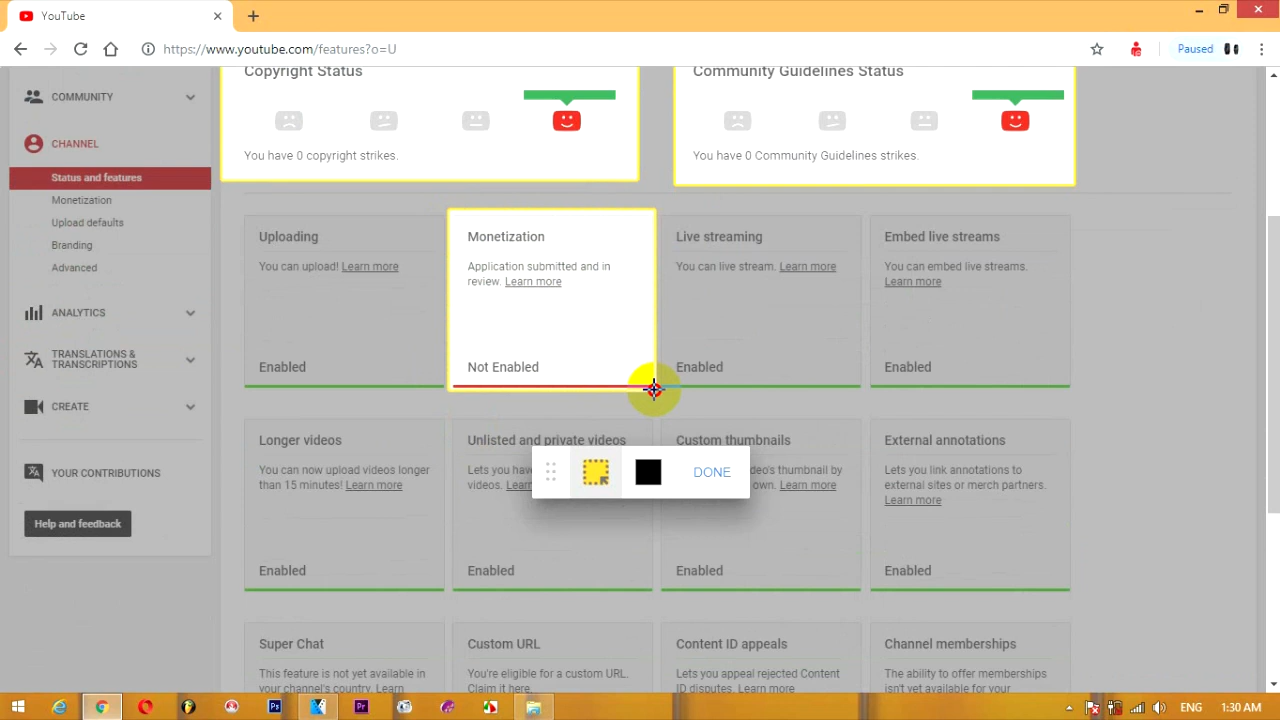 YouTube
https://www.youtube.com/features?o=U
Paused
COMMUNITY
CHANNEL
Status and features
Monetization
Upload defaults
Branding
Advanced
ANALYTICS
TRANSLATIONS &
TRANSCRIPTIONS
CREATE
YOUR CONTRIBUTIONS
Help and feedback
Copyright Status
You have 0 copyright strikes.
Community Guidelines Status
You have 0 Community Guidelines strikes.
Uploading
You can upload! Learn more
Enabled
Monetization
Application submitted and in
review. Learn more
Not Enabled
Live streaming
You can live stream. Learn more
Enabled
Embed live streams
You can embed live streams.
Learn more
Enabled
Longer videos
You can now upload videos longer
than 15 minutes! Learn more
Enabled
Unlisted and private videos
Lets you
videos.
Enabled
Custom thumbnails
video's thumbnail by
own. Learn more
Enabled
External annotations
Lets you link annotations to
external sites or merch partners.
Learn more
Enabled
DONE
Super Chat
This feature is not yet available in
your channel's country. Learn
Custom URL
You're eligible for a custom URL.
Claim it here.
Content ID appeals
Lets you appeal rejected Content
ID disputes. Learn more
Channel memberships
The ability to offer memberships
isn't yet available for your
ENG
1:30 AM